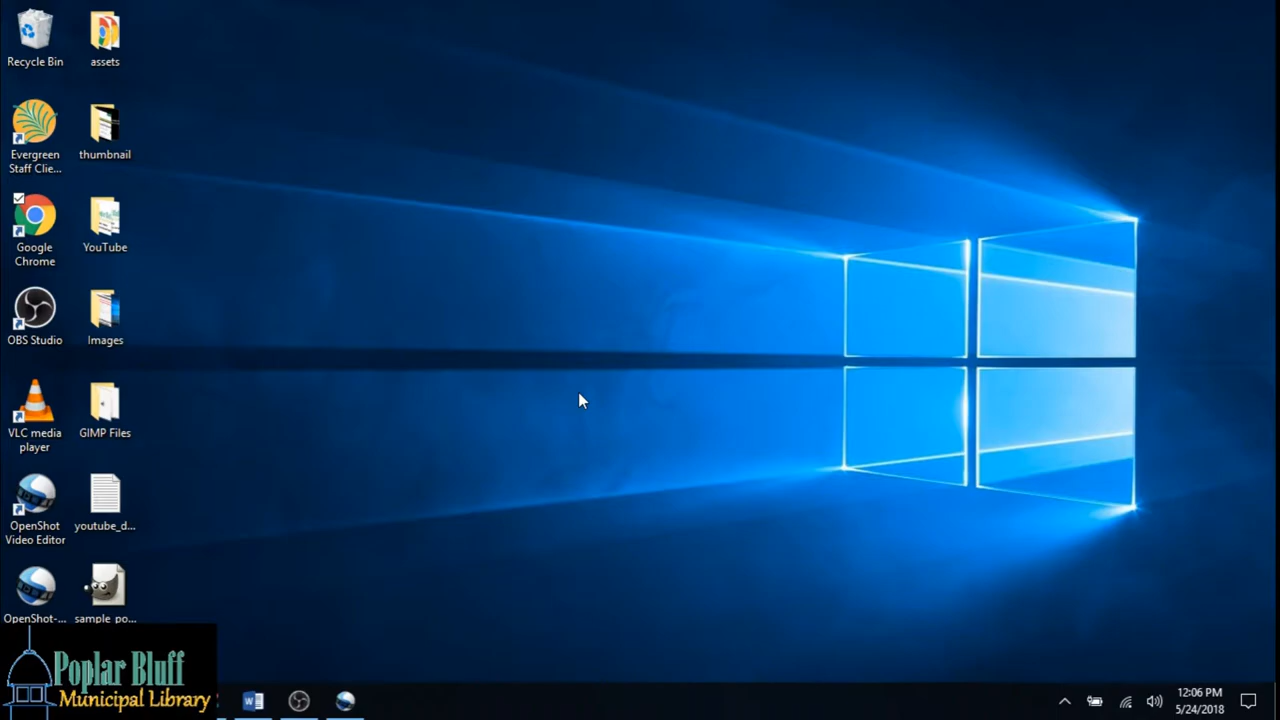 Recycle Bin
assets
Evergreen
Staff Clie...
thumbnail
Google
Chrome
YouTube
OBS Studio
Images
VLC media
player
GIMP Files
OpenShot
Video Editor
youtube_d...
OpenShot-...
sample_po...
Poplar Bluff
Municipal Library
12:06 PM
5/24/2018